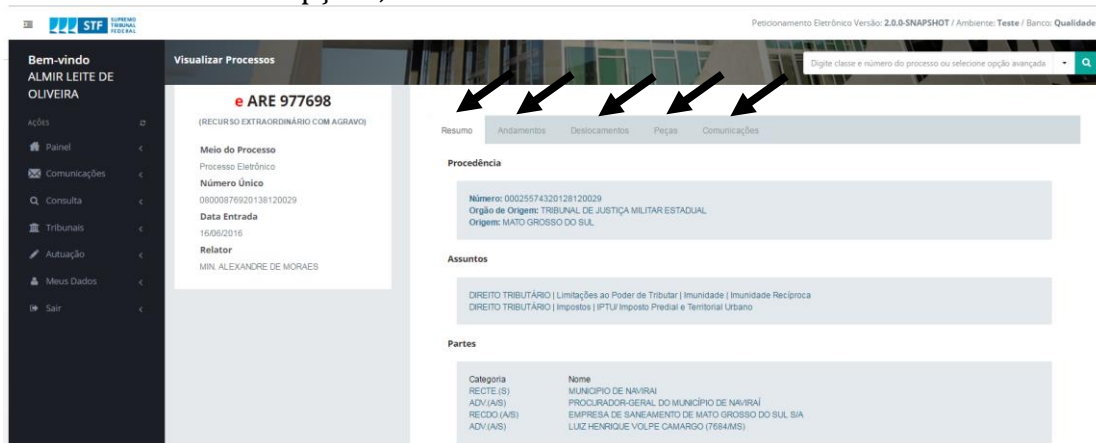 STF SUPREMO TRIBUNAL FEDERAL
Peticionamento Eletrônico Versão: 2.0.0-SNAPSHOT / Ambiente: Teste / Banco: Qualidade
Bem-vindo
ALMIR LEITE DE
OLIVEIRA
AÇÕES
Painel
Comunicações
Consulta
Tribunais
Autuação
Meus Dados
Sair
Visualizar Processos
Digite classe e número do processo ou selecione opção avançada
e ARE 977698
(RECURSO EXTRAORDINÁRIO COM AGRAVO)
Meio do Processo
Processo Eletrônico
Número Único
08000876920138120029
Data Entrada
16/06/2016
Relator
MIN. ALEXANDRE DE MORAES
Resumo Andamentos Deslocamentos Peças Comunicações
Procedência
Número: 00025574320128120029
Orgão de Origem: TRIBUNAL DE JUSTIÇA MILITAR ESTADUAL
Origem: MATO GROSSO DO SUL
Assuntos
DIREITO TRIBUTÁRIO | Limitações ao Poder de Tributar | Imunidade | Imunidade Recíproca
DIREITO TRIBUTÁRIO | Impostos | IPTU/ Imposto Predial e Territorial Urbano
Partes
Categoria Nome
RECTE.(S) MUNICIPIO DE NAVIRAI
ADV.(A/S) PROCURADOR-GERAL DO MUNICÍPIO DE NAVIRAÍ
RECDO.(A/S) EMPRESA DE SANEAMENTO DE MATO GROSSO DO SUL S/A
ADV.(A/S) LUIZ HENRIQUE VOLPE CAMARGO (7684/MS)